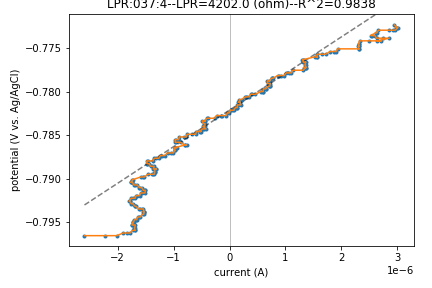 LPR:037:4--LPR=4202.0 (ohm)--R^2=0.9838
potential (V vs. Ag/AgCl)
−0.775
−0.780
−0.785
−0.790
−0.795
−2
−1
0
1
2
3
1e−6
current (A)